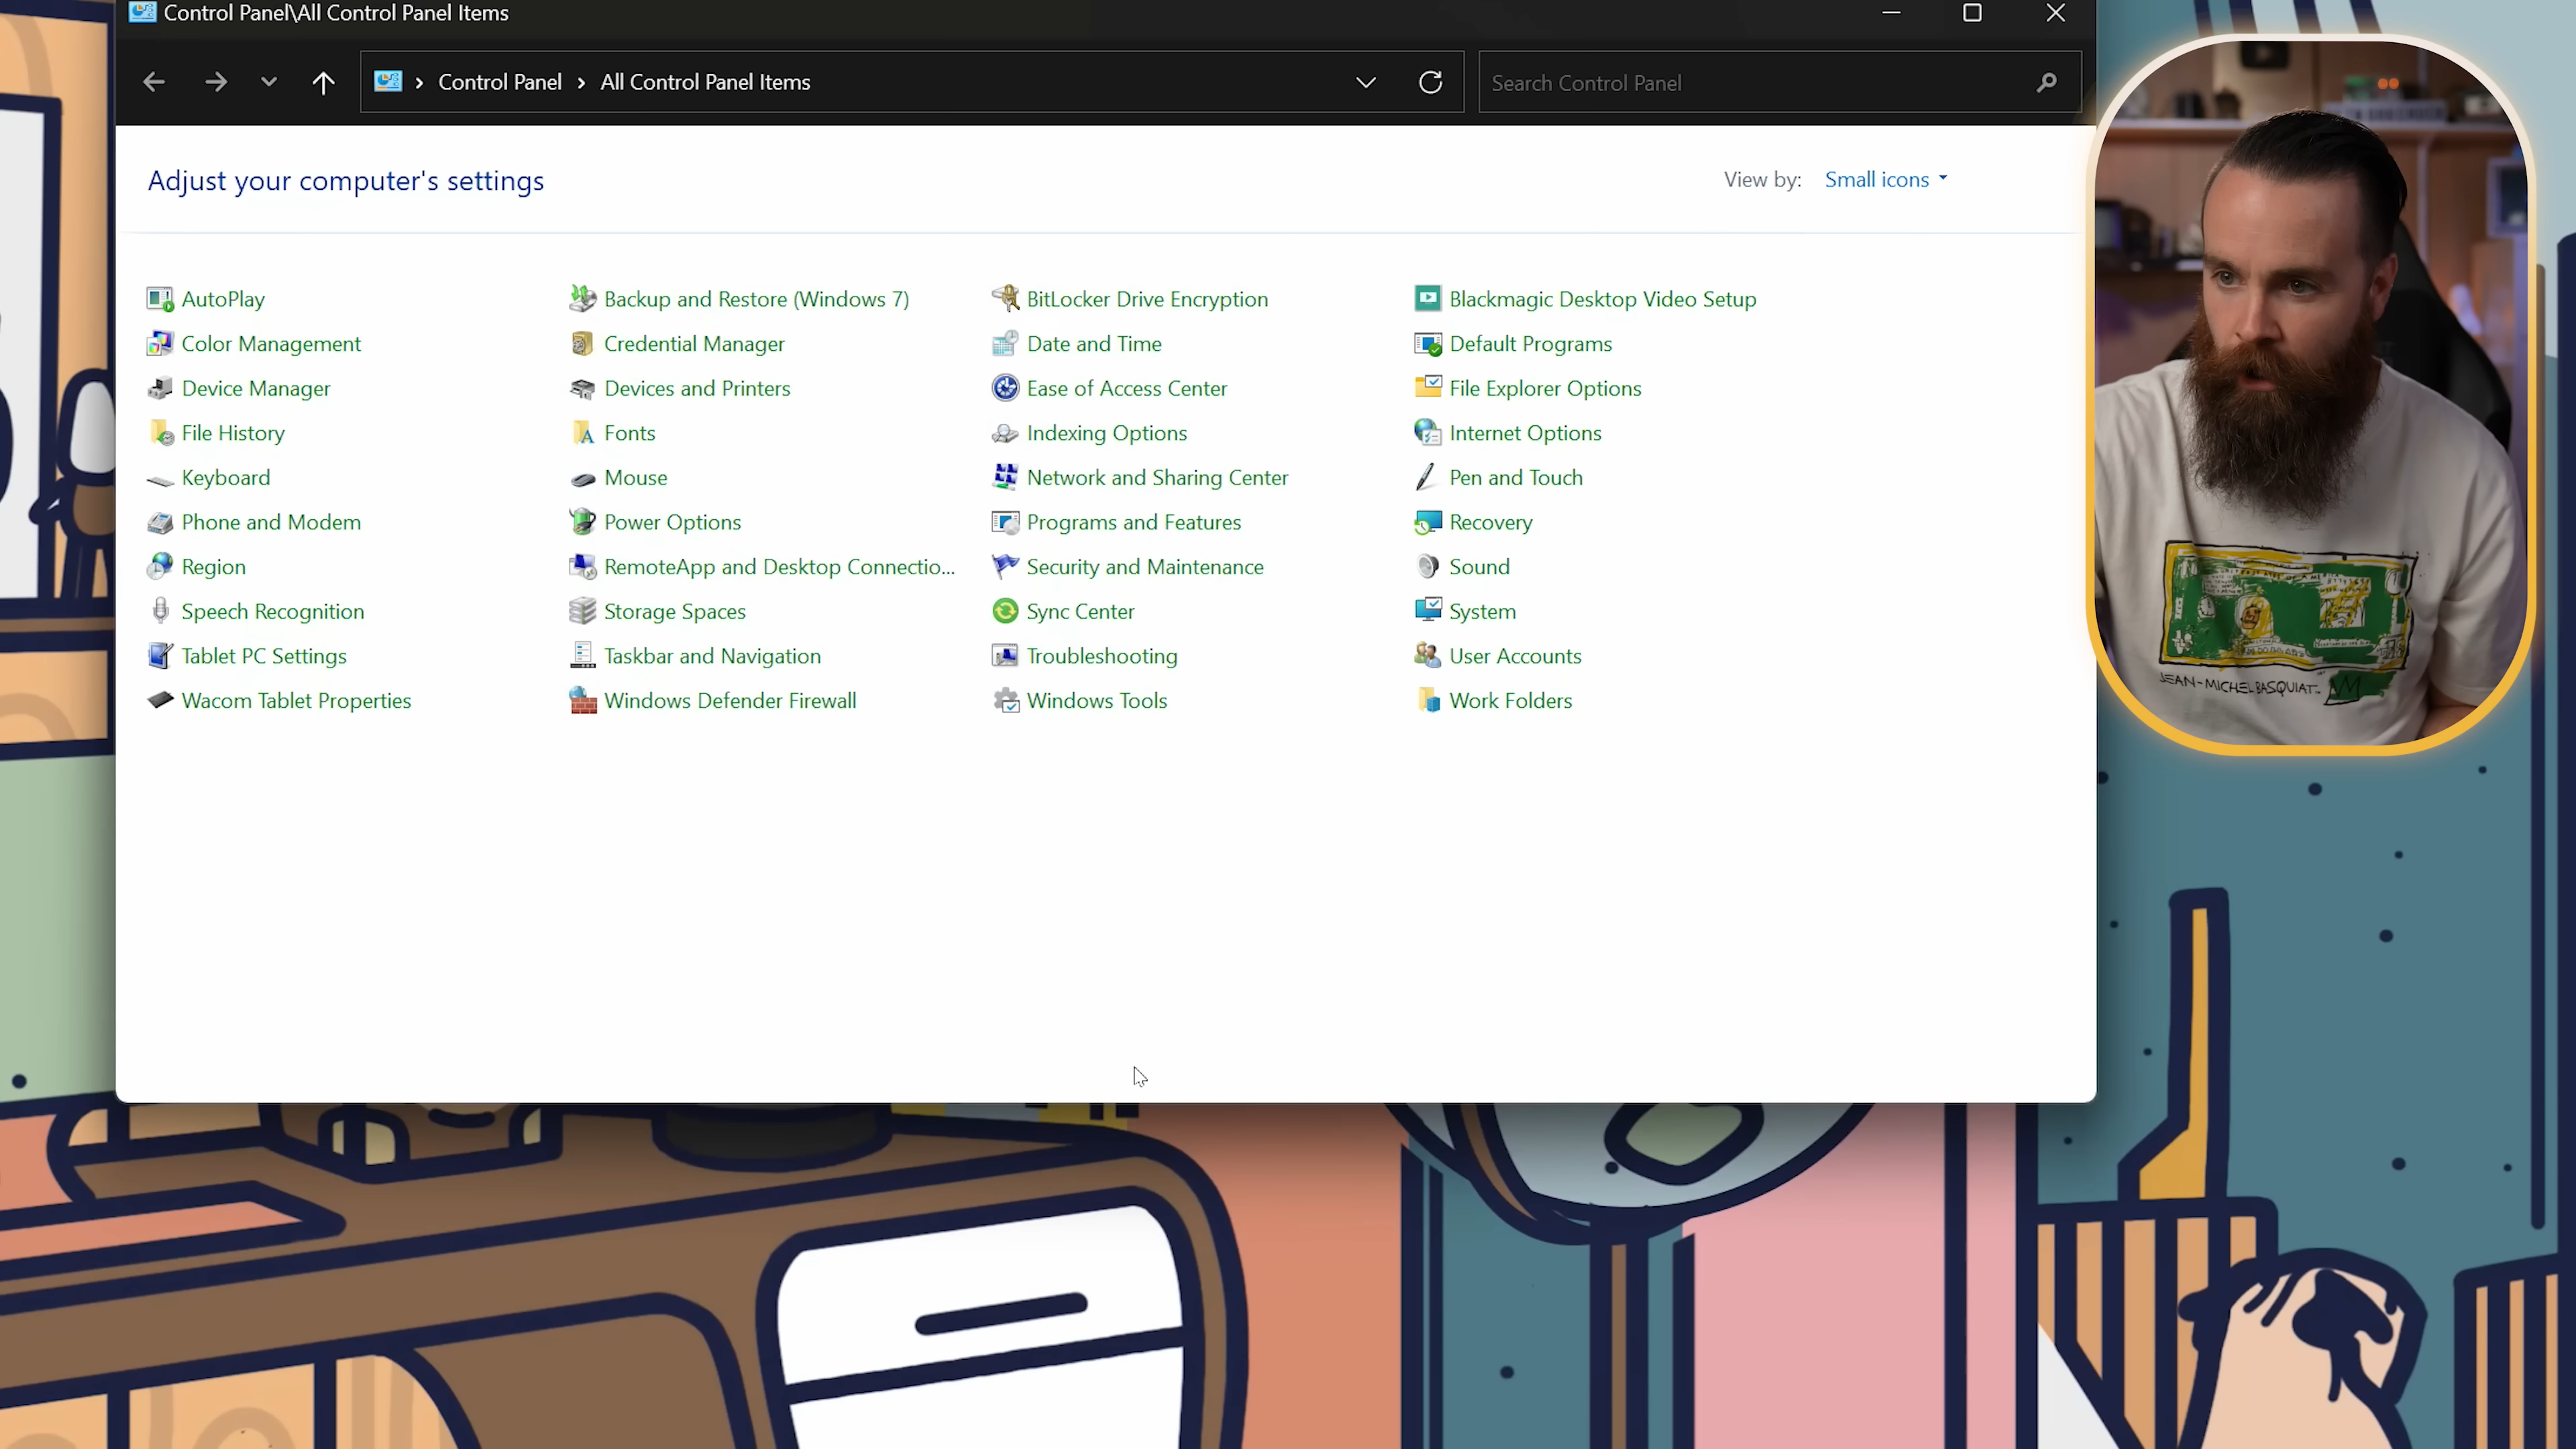 Control Panel\All Control Panel Items
Control Panel > All Control Panel Items
Search Control Panel
Adjust your computer's settings
View by: Small icons
AutoPlay
Backup and Restore (Windows 7)
BitLocker Drive Encryption
Blackmagic Desktop Video Setup
Color Management
Credential Manager
Date and Time
Default Programs
Device Manager
Devices and Printers
Ease of Access Center
File Explorer Options
File History
Fonts
Indexing Options
Internet Options
Keyboard
Mouse
Network and Sharing Center
Pen and Touch
Phone and Modem
Power Options
Programs and Features
Recovery
Region
RemoteApp and Desktop Connectio...
Security and Maintenance
Sound
Speech Recognition
Storage Spaces
Sync Center
System
Tablet PC Settings
Taskbar and Navigation
Troubleshooting
User Accounts
Wacom Tablet Properties
Windows Defender Firewall
Windows Tools
Work Folders
JEAN-MICHEL BASQUIAT